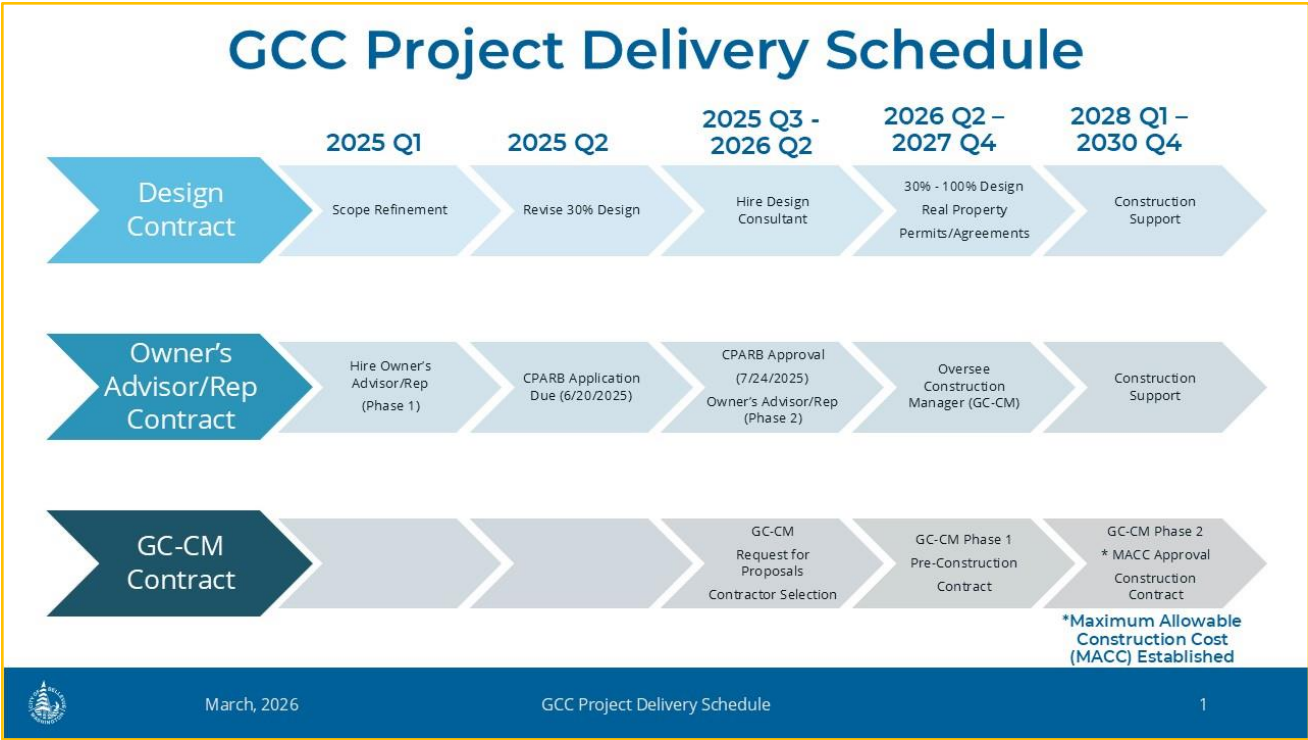 GCC Project Delivery Schedule
2025 Q1
2025 Q2
2025 Q3 -
2026 Q2
2026 Q2 –
2027 Q4
2028 Q1 –
2030 Q4
Design
Contract
Scope Refinement
Revise 30% Design
Hire Design
Consultant
30% - 100% Design
Real Property
Permits/Agreements
Construction
Support
Owner's
Advisor/Rep
Contract
Hire Owner's
Advisor/Rep
(Phase 1)
CPARB Application
Due (6/20/2025)
CPARB Approval
(7/24/2025)
Owner's Advisor/Rep
(Phase 2)
Oversee
Construction
Manager (GC-CM)
Construction
Support
GC-CM
Contract
GC-CM
Request for
Proposals
Contractor Selection
GC-CM Phase 1
Pre-Construction
Contract
GC-CM Phase 2
* MACC Approval
Construction
Contract
*Maximum Allowable
Construction Cost
(MACC) Established
CITY OF BELLEVUE
WASHINGTON
March, 2026
GCC Project Delivery Schedule
1